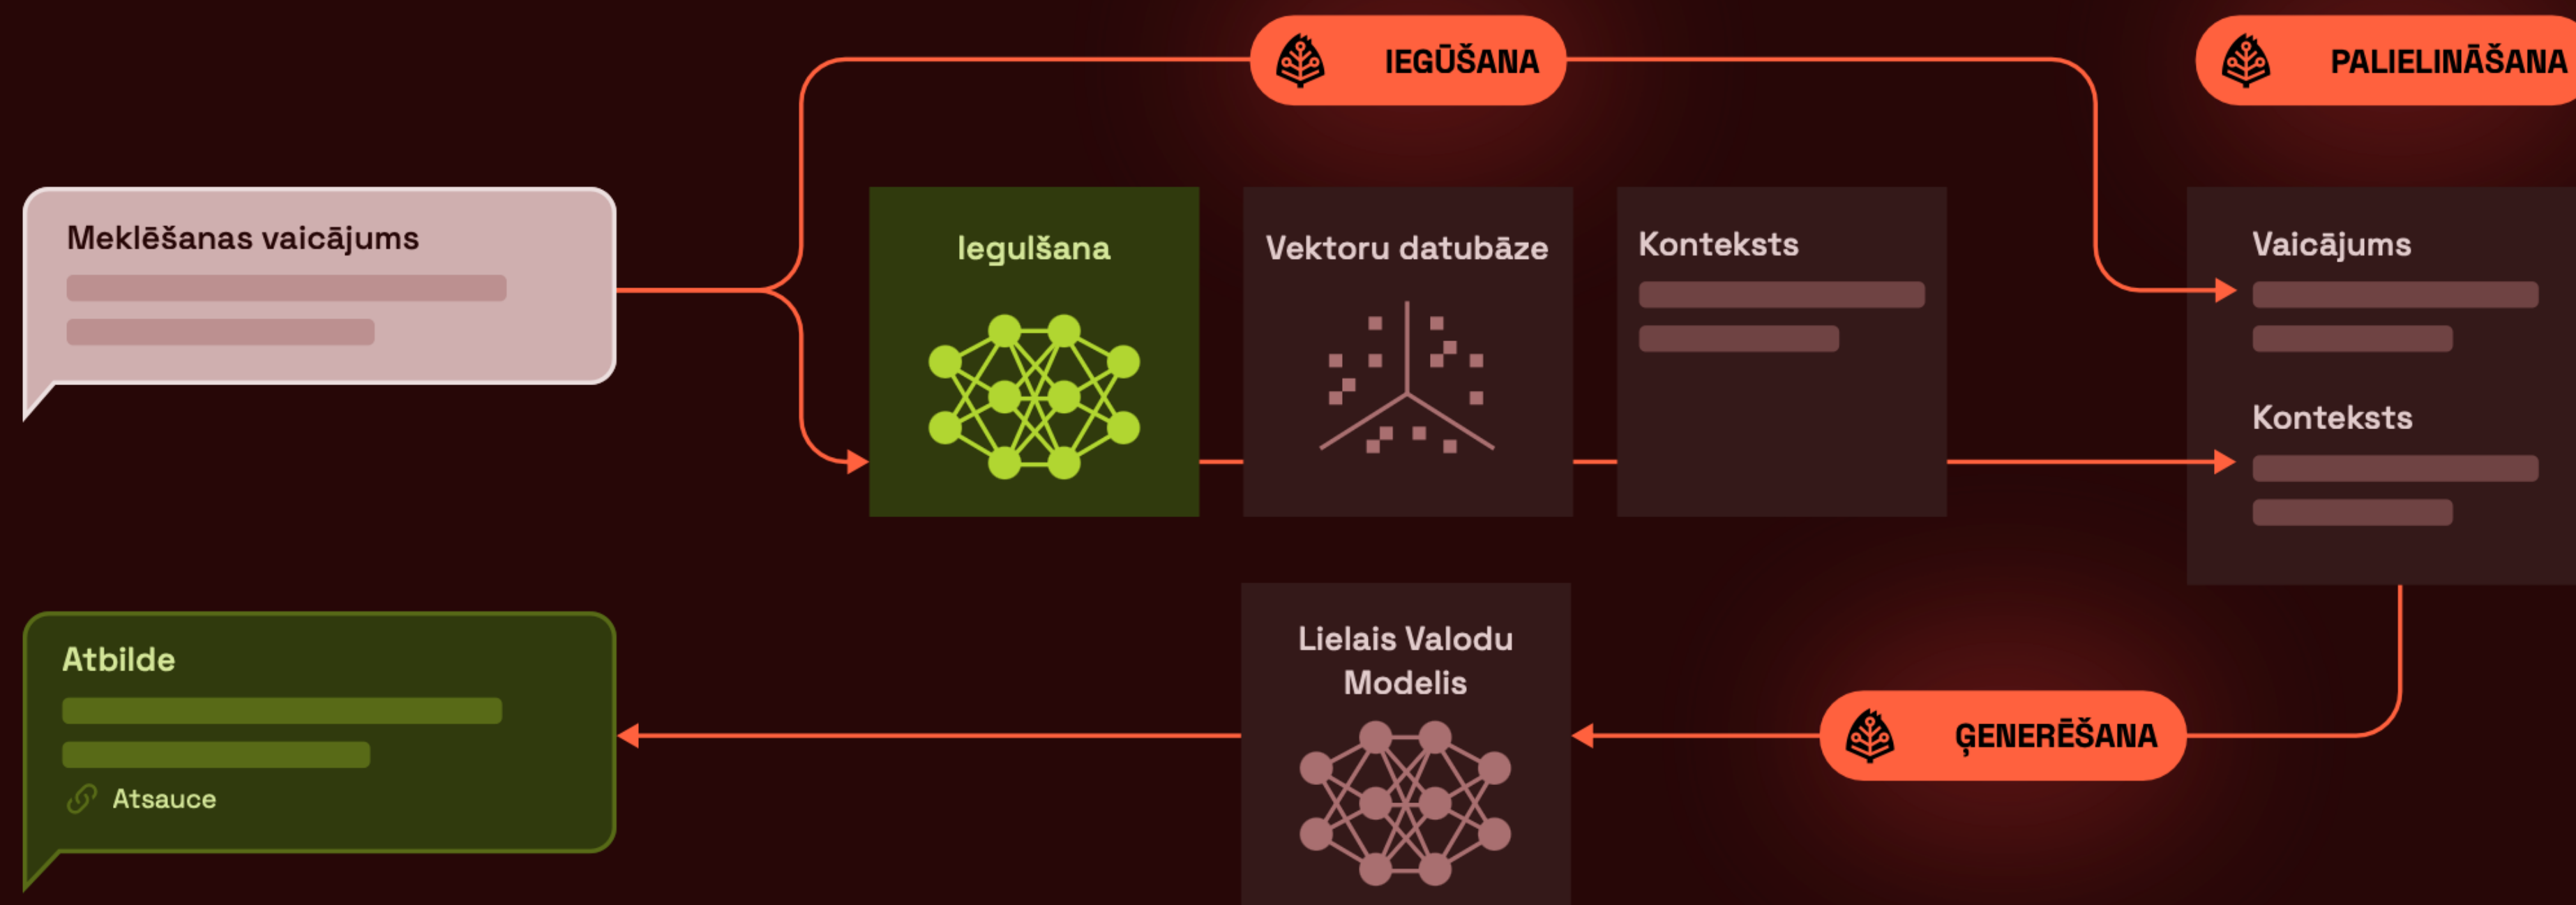 IEGŪŠANA
PALIELINĀŠANA
Meklēšanas vaicājums
Iegulšana
Vektoru datubāze
Konteksts
Vaicājums
Konteksts
Lielais Valodu
Modelis
Atbilde
Atsauce
ĢENERĒŠANA